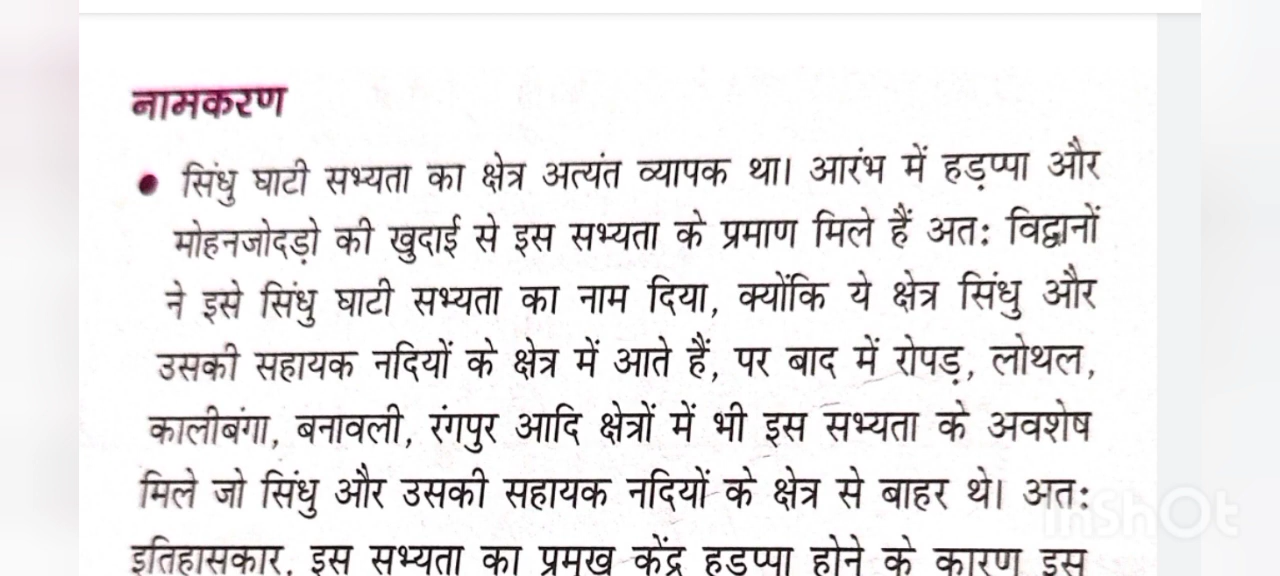 नामकरण
• सिंधु घाटी सभ्यता का क्षेत्र अत्यंत व्यापक था। आरंभ में हड़प्पा और
मोहनजोदड़ो की खुदाई से इस सभ्यता के प्रमाण मिले हैं अतः विद्वानों
ने इसे सिंधु घाटी सभ्यता का नाम दिया, क्योंकि ये क्षेत्र सिंधु और
उसकी सहायक नदियों के क्षेत्र में आते हैं, पर बाद में रोपड़, लोथल,
कालीबंगा, बनावली, रंगपुर आदि क्षेत्रों में भी इस सभ्यता के अवशेष
मिले जो सिंधु और उसकी सहायक नदियों के क्षेत्र से बाहर थे। अतः
इतिहासकार, इस सभ्यता का प्रमुख केंद्र हड़प्पा होने के कारण इस
InShOt